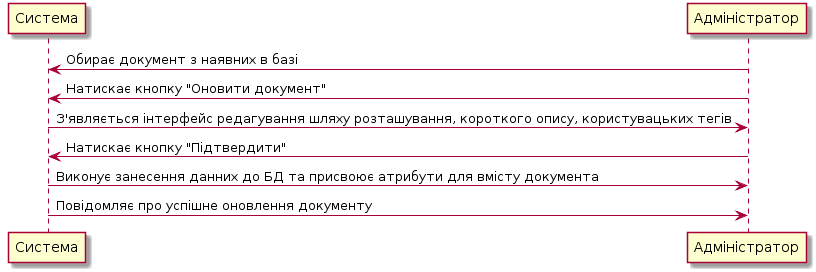 Система
Адміністратор
Обирає документ з наявних в базі
Натискає кнопку "Оновити документ"
З'являється інтерфейс редагування шляху розташування, короткого опису, користувацьких тегів
Натискає кнопку "Підтвердити"
Виконує занесення данних до БД та присвоює атрибути для вмісту документа
Повідомляє про успішне оновлення документу
Система
Адміністратор